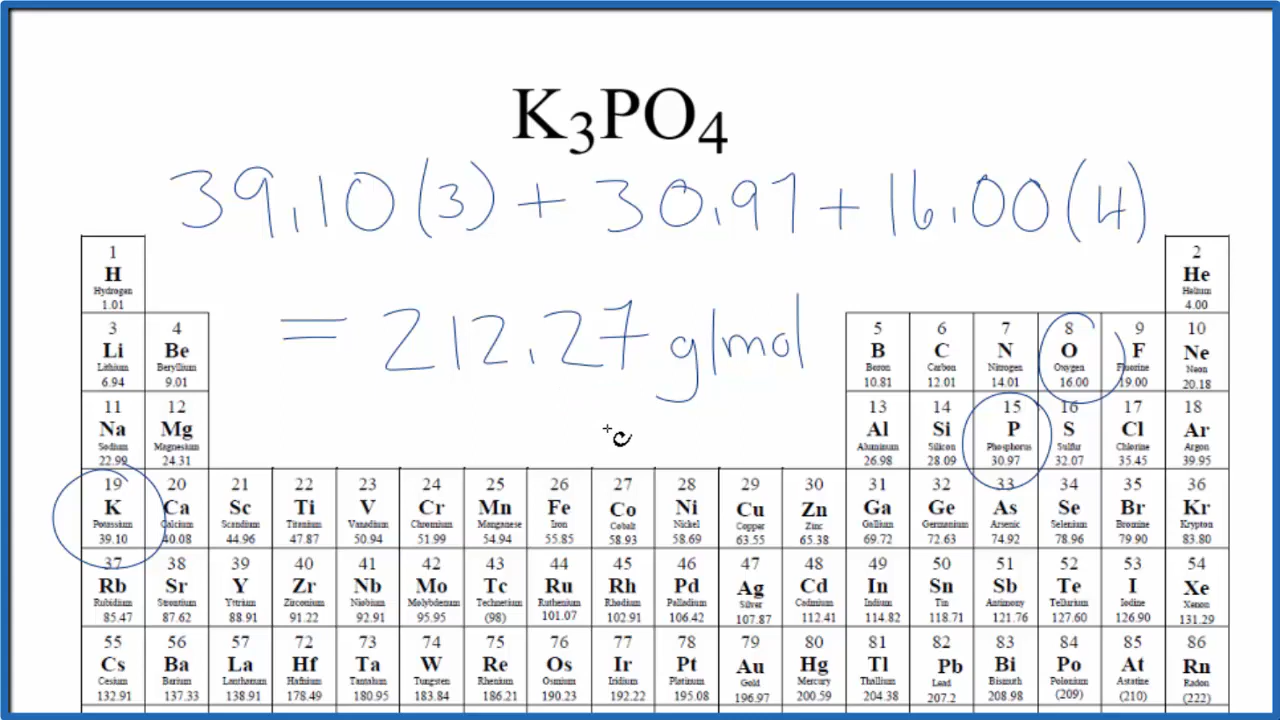 K₃PO₄
39.10(3) + 30.97 + 16.00(4)
= 212.27 g/mol
1 2
H He
Hydrogen Helium
1.01 4.00
3 4 5 6 7 8 9 10
Li Be B C N O F Ne
Lithium Beryllium Boron Carbon Nitrogen Oxygen Fluorine Neon
6.94 9.01 10.81 12.01 14.01 16.00 19.00 20.18
11 12 13 14 15 16 17 18
Na Mg Al Si P S Cl Ar
Sodium Magnesium Aluminum Silicon Phosphorus Sulfur Chlorine Argon
22.99 24.31 26.98 28.09 30.97 32.07 35.45 39.95
19 20 21 22 23 24 25 26 27 28 29 30 31 32 33 34 35 36
K Ca Sc Ti V Cr Mn Fe Co Ni Cu Zn Ga Ge As Se Br Kr
Potassium Calcium Scandium Titanium Vanadium Chromium Manganese Iron Cobalt Nickel Copper Zinc Gallium Germanium Arsenic Selenium Bromine Krypton
39.10 40.08 44.96 47.87 50.94 51.99 54.94 55.85 58.93 58.69 63.55 65.38 69.72 72.63 74.92 78.96 79.90 83.80
37 38 39 40 41 42 43 44 45 46 47 48 49 50 51 52 53 54
Rb Sr Y Zr Nb Mo Tc Ru Rh Pd Ag Cd In Sn Sb Te I Xe
Rubidium Strontium Yttrium Zirconium Niobium Molybdenum Technetium Ruthenium Rhodium Palladium Silver Cadmium Indium Tin Antimony Tellurium Iodine Xenon
85.47 87.62 88.91 91.22 92.91 95.95 (98) 101.07 102.91 106.42 107.87 112.41 114.82 118.71 121.76 127.60 126.90 131.29
55 56 57 72 73 74 75 76 77 78 79 80 81 82 83 84 85 86
Cs Ba La Hf Ta W Re Os Ir Pt Au Hg Tl Pb Bi Po At Rn
Cesium Barium Lanthanum Hafnium Tantalum Tungsten Rhenium Osmium Iridium Platinum Gold Mercury Thallium Lead Bismuth Polonium Astatine Radon
132.91 137.33 138.91 178.49 180.95 183.84 186.21 190.23 192.22 195.08 196.97 200.59 204.38 207.2 208.98 (209) (210) (222)